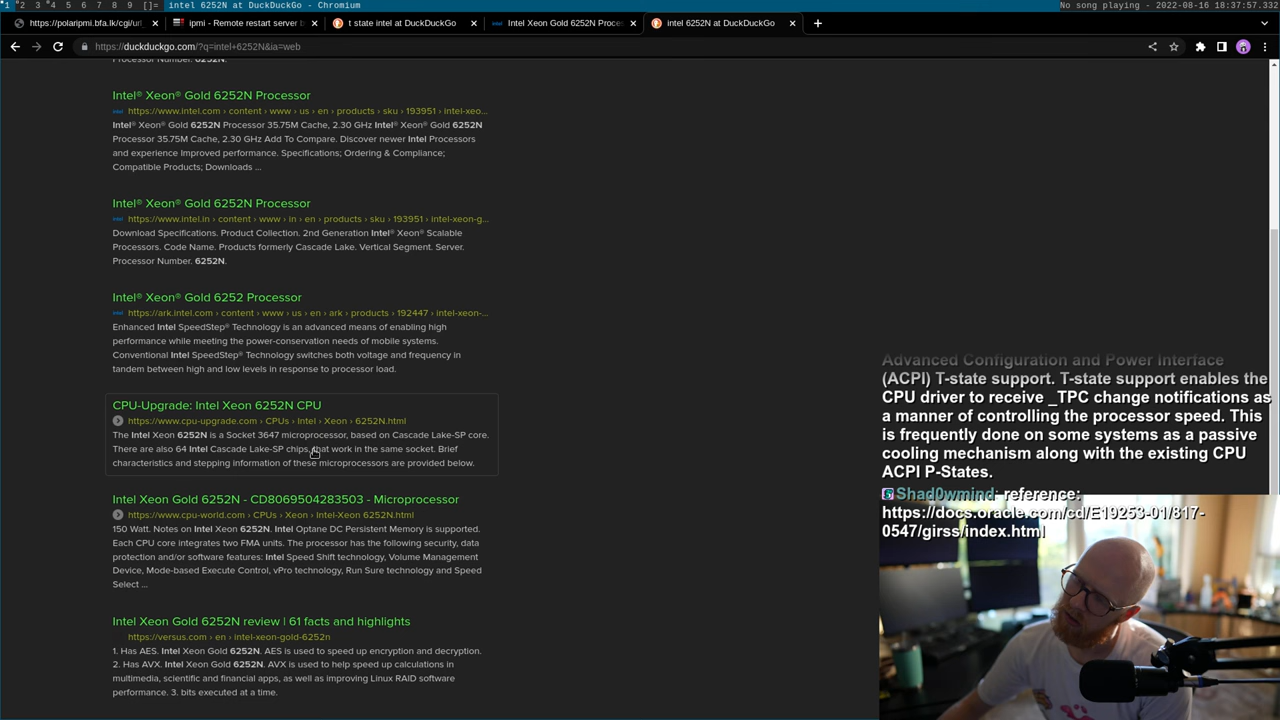 1 2 3 4 5 6 7 8 9 []= intel 6252N at DuckDuckGo - Chromium
No song playing - 2022-08-16 18:37:57.332
https://polaripmi.bfa.lk/cgi/url
ipmi - Remote restart server t
t state intel at DuckDuckGo
Intel Xeon Gold 6252N Proces
intel 6252N at DuckDuckGo
https://duckduckgo.com/?q=intel+6252N&ia=web
Processor Number. 6252N.
Intel® Xeon® Gold 6252N Processor
https://www.intel.com › content › www › us › en › products › sku › 193951 › intel-xeo...
Intel® Xeon® Gold 6252N Processor 35.75M Cache, 2.30 GHz Intel® Xeon® Gold 6252N
Processor 35.75M Cache, 2.30 GHz Add To Compare. Discover newer Intel Processors
and experience Improved performance. Specifications; Ordering & Compliance;
Compatible Products; Downloads ...
Intel® Xeon® Gold 6252N Processor
https://www.intel.in › content › www › in › en › products › sku › 193951 › intel-xeon-g...
Download Specifications. Product Collection. 2nd Generation Intel® Xeon® Scalable
Processors. Code Name. Products formerly Cascade Lake. Vertical Segment. Server.
Processor Number. 6252N.
Intel® Xeon® Gold 6252 Processor
https://ark.intel.com › content › www › us › en › ark › products › 192447 › intel-xeon-...
Enhanced Intel SpeedStep® Technology is an advanced means of enabling high
performance while meeting the power-conservation needs of mobile systems.
Conventional Intel SpeedStep® Technology switches both voltage and frequency in
tandem between high and low levels in response to processor load.
CPU-Upgrade: Intel Xeon 6252N CPU
https://www.cpu-upgrade.com › CPUs › Intel › Xeon › 6252N.html
The Intel Xeon 6252N is a Socket 3647 microprocessor, based on Cascade Lake-SP core.
There are also 64 Intel Cascade Lake-SP chips, that work in the same socket. Brief
characteristics and stepping information of these microprocessors are provided below.
Intel Xeon Gold 6252N - CD8069504283503 - Microprocessor
https://www.cpu-world.com › CPUs › Xeon › Intel-Xeon 6252N.html
150 Watt. Notes on Intel Xeon 6252N. Intel Optane DC Persistent Memory is supported.
Each CPU core integrates two FMA units. The processor has the following security, data
protection and/or software features: Intel Speed Shift technology, Volume Management
Device, Mode-based Execute Control, vPro technology, Run Sure technology and Speed
Select ...
Intel Xeon Gold 6252N review | 61 facts and highlights
https://versus.com › en › intel-xeon-gold-6252n
1. Has AES. Intel Xeon Gold 6252N. AES is used to speed up encryption and decryption.
2. Has AVX. Intel Xeon Gold 6252N. AVX is used to help speed up calculations in
multimedia, scientific and financial apps, as well as improving Linux RAID software
performance. 3. bits executed at a time.
Advanced Configuration and Power Interface
(ACPI) T-state support. T-state support enables the
CPU driver to receive _TPC change notifications as
a manner of controlling the processor speed. This
is frequently done on some systems as a passive
cooling mechanism along with the existing CPU
ACPI P-States.
Shad0wmind: reference:
https://docs.oracle.com/cd/E19253-01/817-
0547/girss/index.html